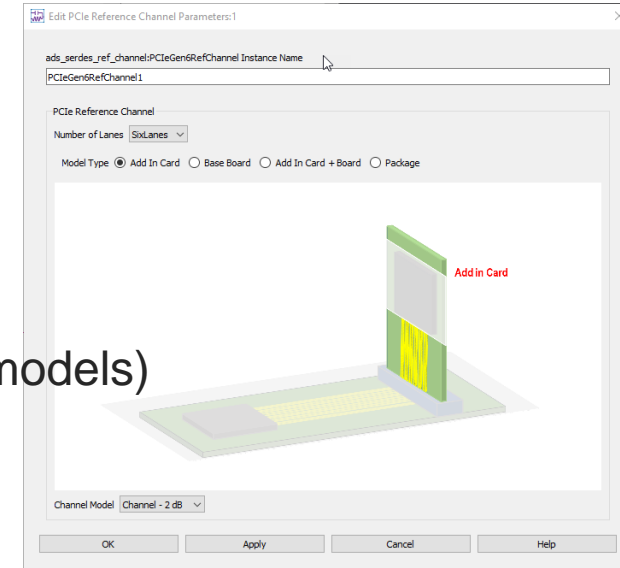 Edit PCIe Reference Channel Parameters:1
ads_serdes_ref_channel:PCIeGen6RefChannel Instance Name
PCIeGen6RefChannel1
PCIe Reference Channel
Number of Lanes SixLanes
Model Type Add In Card Base Board Add In Card + Board Package
Add in Card
models)
Channel Model Channel - 2 dB
OK Apply Cancel Help